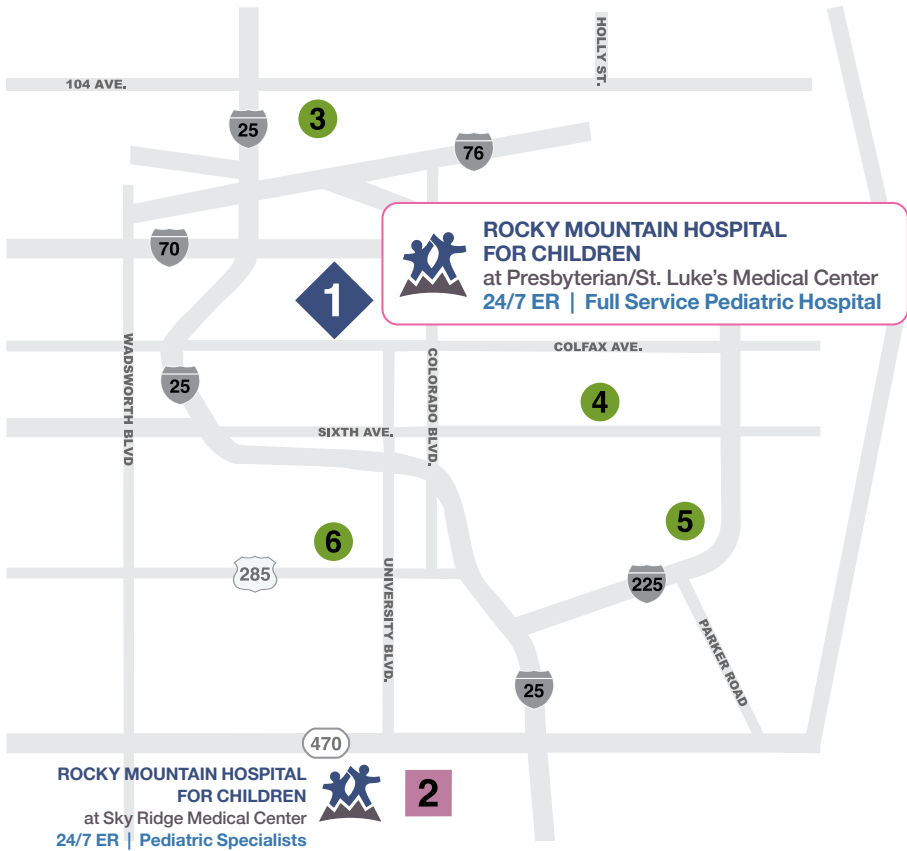 HOLLY ST.
104 AVE.
3
25
76
ROCKY MOUNTAIN HOSPITAL
FOR CHILDREN
at Presbyterian/St. Luke's Medical Center
24/7 ER | Full Service Pediatric Hospital
70
1
WADSWORTH BLVD
COLORADO BLVD.
COLFAX AVE.
25
4
SIXTH AVE.
5
6
285
UNIVERSITY BLVD.
225
PARKER ROAD
25
470
ROCKY MOUNTAIN HOSPITAL
FOR CHILDREN
at Sky Ridge Medical Center
24/7 ER | Pediatric Specialists
2